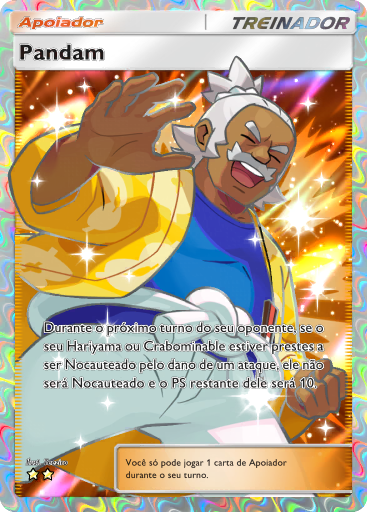 Apoiador
TREINADOR
Pandam
Durante o próximo turno do seu oponente, se o
seu Hariyama ou Crabominable estiver prestes a
ser Nocauteado pelo dano de um ataque, ele não
será Nocauteado e o PS restante dele será 10.
Você só pode jogar 1 carta de Apoiador
durante o seu turno.